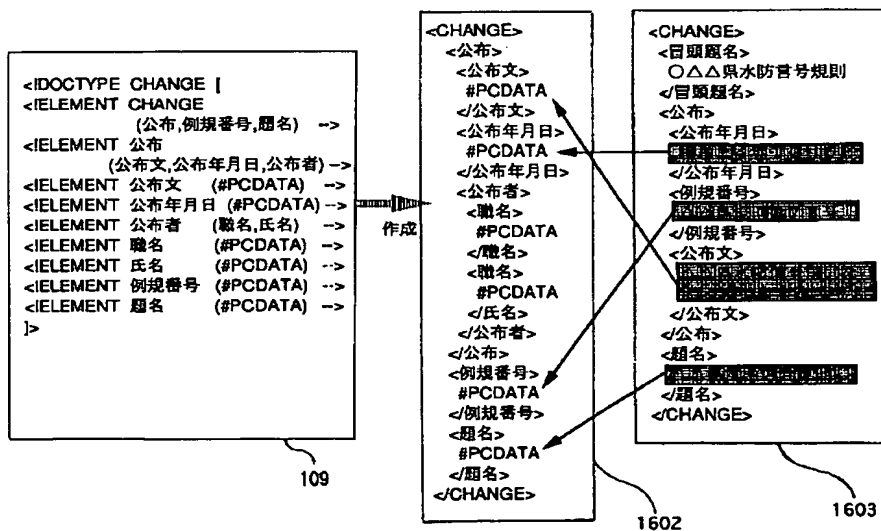 <!DOCTYPE CHANGE [
<!ELEMENT CHANGE
(公布,例規番号,題名) -->
<!ELEMENT 公布
(公布文,公布年月日,公布者) -->
<!ELEMENT 公布文 (#PCDATA) -->
<!ELEMENT 公布年月日 (#PCDATA) -->
<!ELEMENT 公布者 (職名,氏名) -->
<!ELEMENT 職名 (#PCDATA) -->
<!ELEMENT 氏名 (#PCDATA) -->
<!ELEMENT 例規番号 (#PCDATA) -->
<!ELEMENT 題名 (#PCDATA) -->
]>
109
作成
<CHANGE>
<公布>
<公布文>
#PCDATA
</公布文>
<公布年月日>
#PCDATA
</公布年月日>
<公布者>
<職名>
#PCDATA
</職名>
<職名>
#PCDATA
</氏名>
</公布者>
</公布>
<例規番号>
#PCDATA
</例規番号>
<題名>
#PCDATA
</題名>
</CHANGE>
1602
<CHANGE>
<冒頭題名>
○△△県水防信号規則
</冒頭題名>
<公布>
<公布年月日>
</公布年月日>
<例規番号>
</例規番号>
<公布文>
</公布文>
</公布>
<題名>
</題名>
</CHANGE>
1603